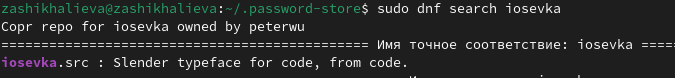 zashikhalieva@zashikhalieva:~/.password-store$ sudo dnf search iosevka
Copr repo for iosevka owned by peterwu
============================================ Имя точное соответствие: iosevka =====
iosevka.src : Slender typeface for code, from code.